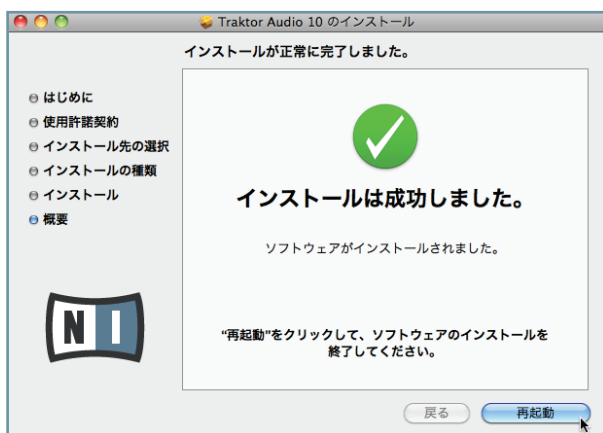 Traktor Audio 10 のインストール
インストールが正常に完了しました。
はじめに
使用許諾契約
インストール先の選択
インストールの種類
インストール
概要
インストールは成功しました。
ソフトウェアがインストールされました。
“再起動”をクリックして、ソフトウェアのインストールを
終了してください。
NI
戻る
再起動